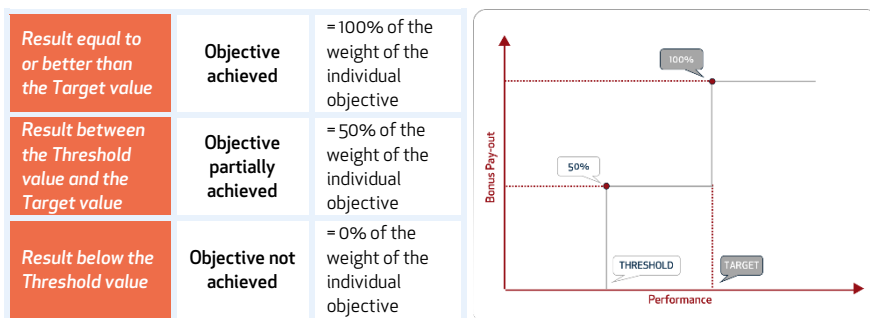 Result equal to
or better than
the Target value
Objective
achieved
= 100% of the
weight of the
individual
objective
Result between
the Threshold
value and the
Target value
Objective
partially
achieved
= 50% of the
weight of the
individual
objective
Result below the
Threshold value
Objective not
achieved
= 0% of the
weight of the
individual
objective
100%
50%
Bonus Pay-out
THRESHOLD
TARGET
Performance